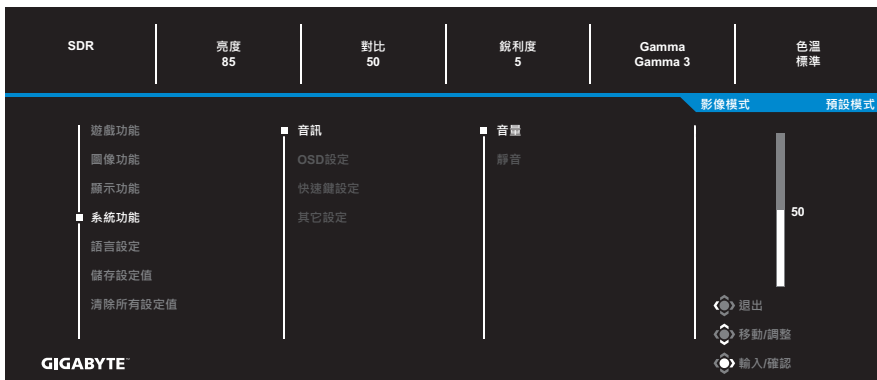 SDR
亮度
85
對比
50
銳利度
5
Gamma
Gamma 3
色溫
標準
影像模式
預設模式
遊戲功能
圖像功能
顯示功能
系統功能
語言設定
儲存設定值
清除所有設定值
音訊
OSD設定
快速鍵設定
其它設定
音量
靜音
50
退出
移動/調整
輸入/確認
GIGABYTE™